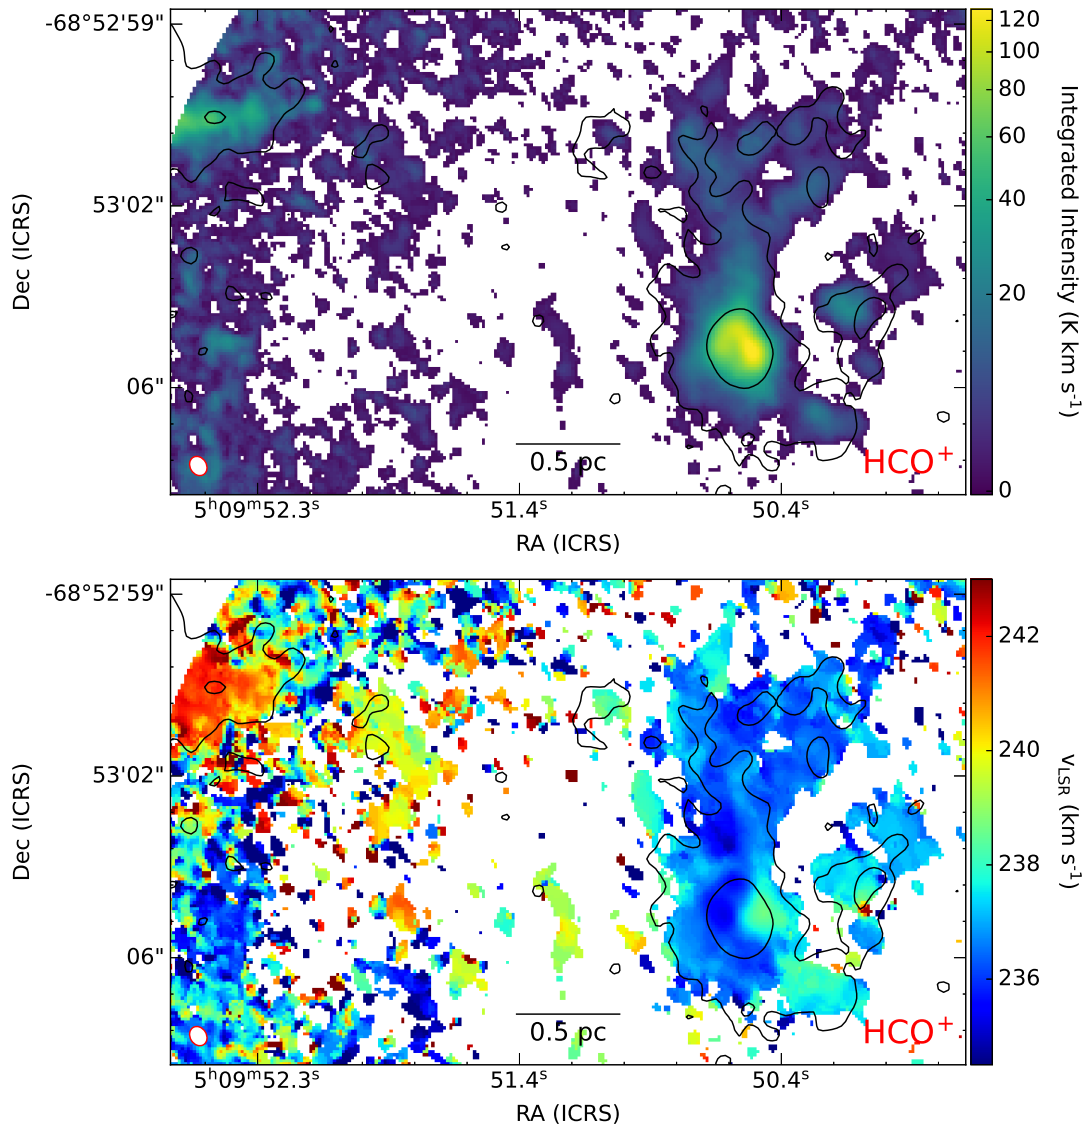 -68°52'59"
53'02"
06"
Dec (ICRS)
0.5 pc
HCO⁺
5ʰ09ᵐ52.3ˢ
51.4ˢ
50.4ˢ
RA (ICRS)
120
100
80
60
40
20
0
Integrated Intensity (K km s⁻¹)
-68°52'59"
53'02"
06"
Dec (ICRS)
0.5 pc
HCO⁺
5ʰ09ᵐ52.3ˢ
51.4ˢ
50.4ˢ
RA (ICRS)
242
240
238
236
v_LSR (km s⁻¹)